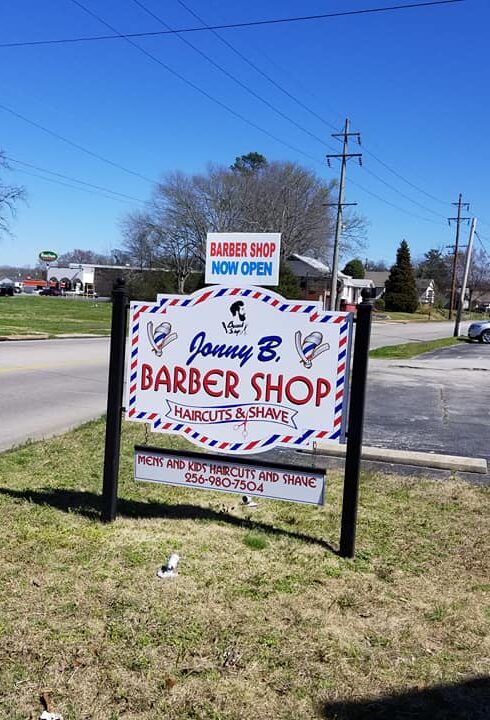 BARBER SHOP
NOW OPEN
Jonny B.
BARBER SHOP
HAIRCUTS & SHAVE
MENS AND KIDS HAIRCUTS AND SHAVE
256-980-7504